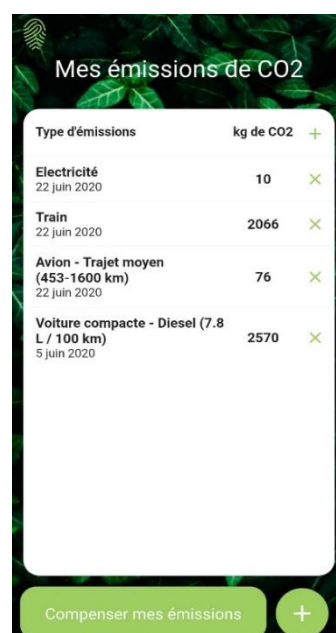 Mes émissions de CO2
Type d'émissions kg de CO2 +
Electricité
22 juin 2020
10 ×
Train
22 juin 2020
2066 ×
Avion - Trajet moyen
(453-1600 km)
22 juin 2020
76 ×
Voiture compacte - Diesel (7.8
L / 100 km)
5 juin 2020
2570 ×
Compenser mes émissions +